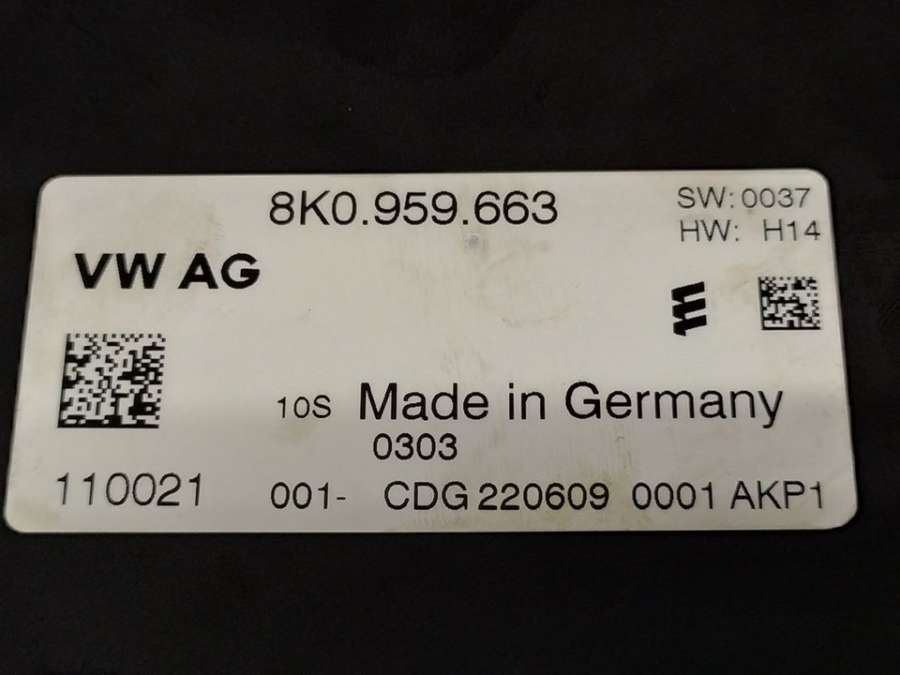 8K0.959.663
SW: 0037
HW: H14
VW AG
10S Made in Germany
0303
110021 001- CDG 220609 0001 AKP1